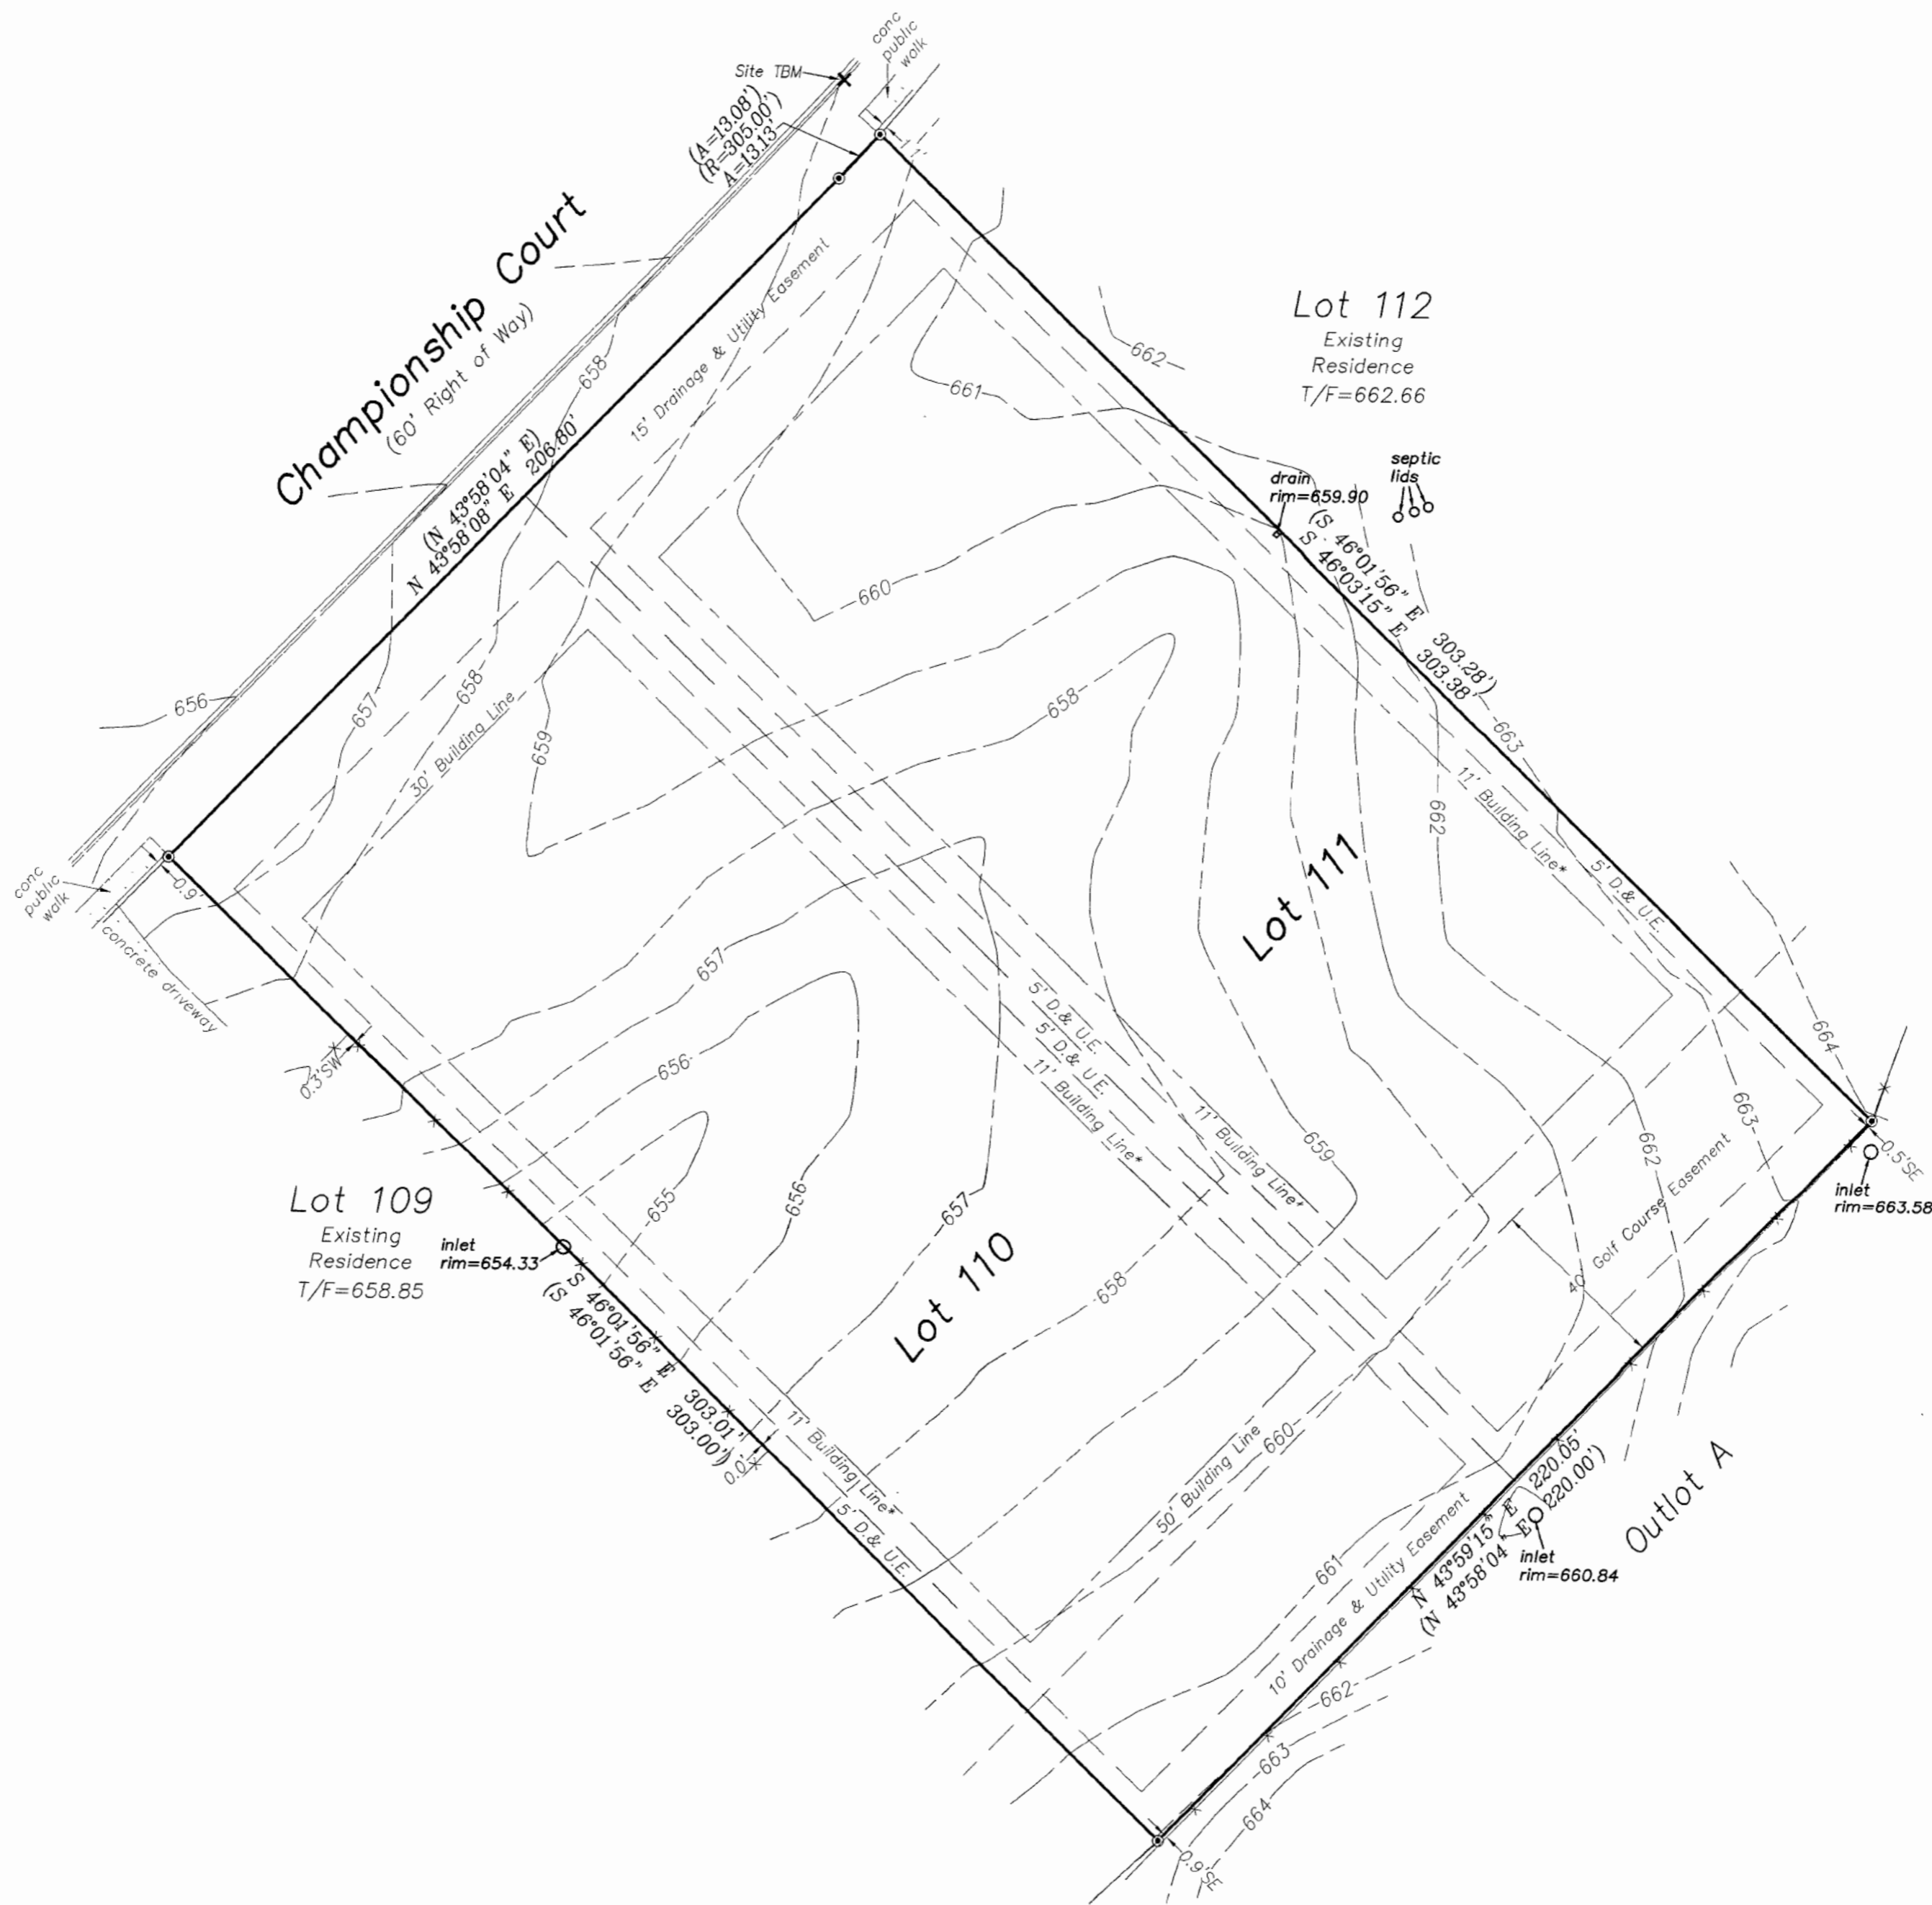 conc
public
walk
Site TBM
(A=13.08')
(R=305.00')
A=13.13'
1.1'
Championship Court
(60' Right of Way)
15' Drainage & Utility Easement
Lot 112
Existing
Residence
T/F=662.66
662
661
658
septic
lids
drain
rim=659.90
(N 43°58'04" E)
N 43°58'08" E 206.80'
(S 46°01'56" E 303.28')
S 46°03'15" E 303.38'
660
656
657
658
30' Building Line
659
658
663
662
11' Building Line*
5' D.& U.E.
conc
public
walk
0.9'
concrete driveway
Lot 111
657
5' D.& U.E.
5' D.& U.E.
11' Building Line*
11' Building Line*
656
0.3'SW
664
663
662
659
0.5'SE
inlet
rim=663.58
Lot 109
Existing
Residence
T/F=658.85
inlet
rim=654.33
655
656
657
Lot 110
658
40' Golf Course Easement
S 46°01'56" E 303.01'
(S 46°01'56" E 303.00')
0.0'
11' Building Line*
5' D.& U.E.
50' Building Line
660
661
10' Drainage & Utility Easement
N 43°59'15" E 220.05'
(N 43°58'04" E 220.00')
inlet
rim=660.84
Outlot A
662
663
664
0.9'SE